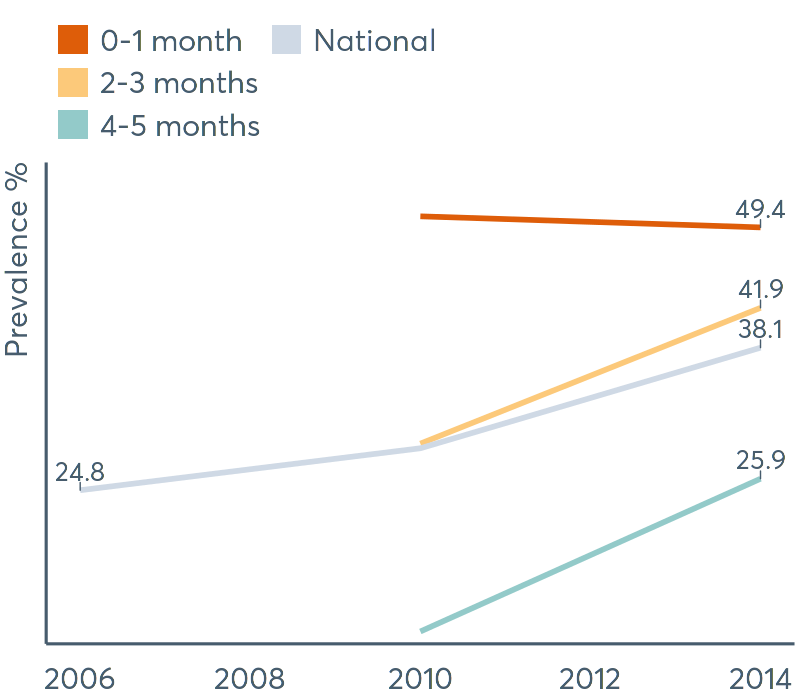 0-1 month
National
2-3 months
4-5 months
Prevalence %
49.4
41.9
38.1
24.8
25.9
2006 2008 2010 2012 2014